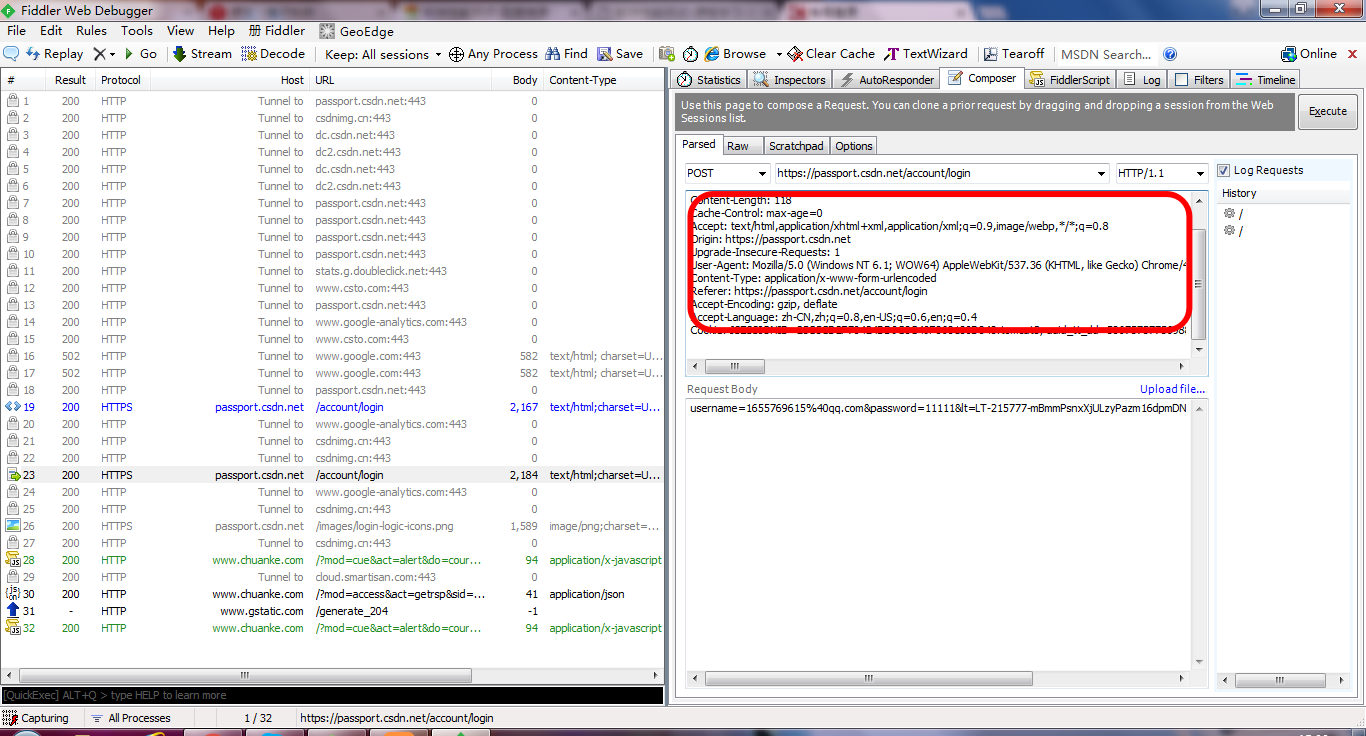 Fiddler Web Debugger
File Edit Rules Tools View Help Fiddler GeoEdge
Replay Go Stream Decode Keep: All sessions Any Process Find Save Browse Clear Cache TextWizard Tearoff MSDN Search... Online
# Result Protocol Host URL Body Content-Type
1 200 HTTP Tunnel to passport.csdn.net:443 0
2 200 HTTP Tunnel to csdnimg.cn:443 0
3 200 HTTP Tunnel to dc.csdn.net:443 0
4 200 HTTP Tunnel to dc2.csdn.net:443 0
5 200 HTTP Tunnel to dc.csdn.net:443 0
6 200 HTTP Tunnel to dc2.csdn.net:443 0
7 200 HTTP Tunnel to passport.csdn.net:443 0
8 200 HTTP Tunnel to passport.csdn.net:443 0
9 200 HTTP Tunnel to passport.csdn.net:443 0
10 200 HTTP Tunnel to passport.csdn.net:443 0
11 200 HTTP Tunnel to stats.g.doubleclick.net:443 0
12 200 HTTP Tunnel to www.csto.com:443 0
13 200 HTTP Tunnel to passport.csdn.net:443 0
14 200 HTTP Tunnel to www.google-analytics.com:443 0
15 200 HTTP Tunnel to www.csto.com:443 0
16 502 HTTP Tunnel to www.google.com:443 582 text/html; charset=U...
17 502 HTTP Tunnel to www.google.com:443 582 text/html; charset=U...
18 200 HTTP Tunnel to passport.csdn.net:443 0
19 200 HTTPS passport.csdn.net /account/login 2,167 text/html;charset=U...
20 200 HTTP Tunnel to www.google-analytics.com:443 0
21 200 HTTP Tunnel to csdnimg.cn:443 0
22 200 HTTP Tunnel to csdnimg.cn:443 0
23 200 HTTPS passport.csdn.net /account/login 2,184 text/html;charset=U...
24 200 HTTP Tunnel to www.google-analytics.com:443 0
25 200 HTTP Tunnel to csdnimg.cn:443 0
26 200 HTTPS passport.csdn.net /images/login-logic-icons.png 1,589 image/png;charset=...
27 200 HTTP Tunnel to csdnimg.cn:443 0
28 200 HTTP www.chuanke.com /?mod=cue&act=alert&do=cour... 94 application/x-javascript
29 200 HTTP Tunnel to cloud.smartisan.com:443 0
30 200 HTTP www.chuanke.com /?mod=access&act=getrsp&sid=... 41 application/json
31 - HTTP www.gstatic.com /generate_204 -1
32 200 HTTP www.chuanke.com /?mod=cue&act=alert&do=cour... 94 application/x-javascript
[QuickExec] ALT+Q > type HELP to learn more
Capturing All Processes 1 / 32 https://passport.csdn.net/account/login
Statistics Inspectors AutoResponder Composer FiddlerScript Log Filters Timeline
Use this page to compose a Request. You can clone a prior request by dragging and dropping a session from the Web
Sessions list.
Execute
Parsed Raw Scratchpad Options
POST https://passport.csdn.net/account/login HTTP/1.1
Log Requests
History
/
/
Content-Length: 118
Cache-Control: max-age=0
Accept: text/html,application/xhtml+xml,application/xml;q=0.9,image/webp,*/*;q=0.8
Origin: https://passport.csdn.net
Upgrade-Insecure-Requests: 1
User-Agent: Mozilla/5.0 (Windows NT 6.1; WOW64) AppleWebKit/537.36 (KHTML, like Gecko) Chrome/4
Content-Type: application/x-www-form-urlencoded
Referer: https://passport.csdn.net/account/login
Accept-Encoding: gzip, deflate
Accept-Language: zh-CN,zh;q=0.8,en-US;q=0.6,en;q=0.4
Request Body Upload file...
username=1655769615%40qq.com&password=11111&lt=LT-215777-mBmmPsnxXjULzyPazm16dpmDN